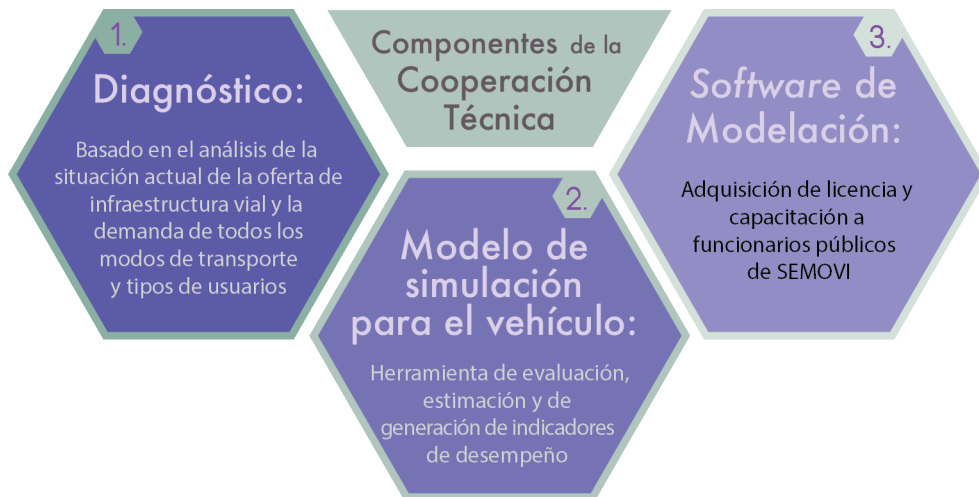 Componentes de la
Cooperación
Técnica
1.
Diagnóstico:
Basado en el análisis de la
situación actual de la oferta de
infraestructura vial y la
demanda de todos los
modos de transporte
y tipos de usuarios
2.
Modelo de
simulación
para el vehículo:
Herramienta de evaluación,
estimación y de
generación de indicadores
de desempeño
3.
Software de
Modelación:
Adquisición de licencia y
capacitación a
funcionarios públicos
de SEMOVI